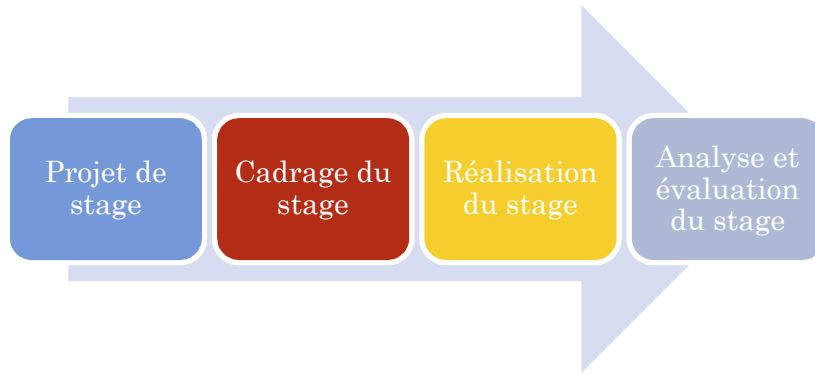 Projet de
stage
Cadrage du
stage
Réalisation
du stage
Analyse et
évaluation
du stage